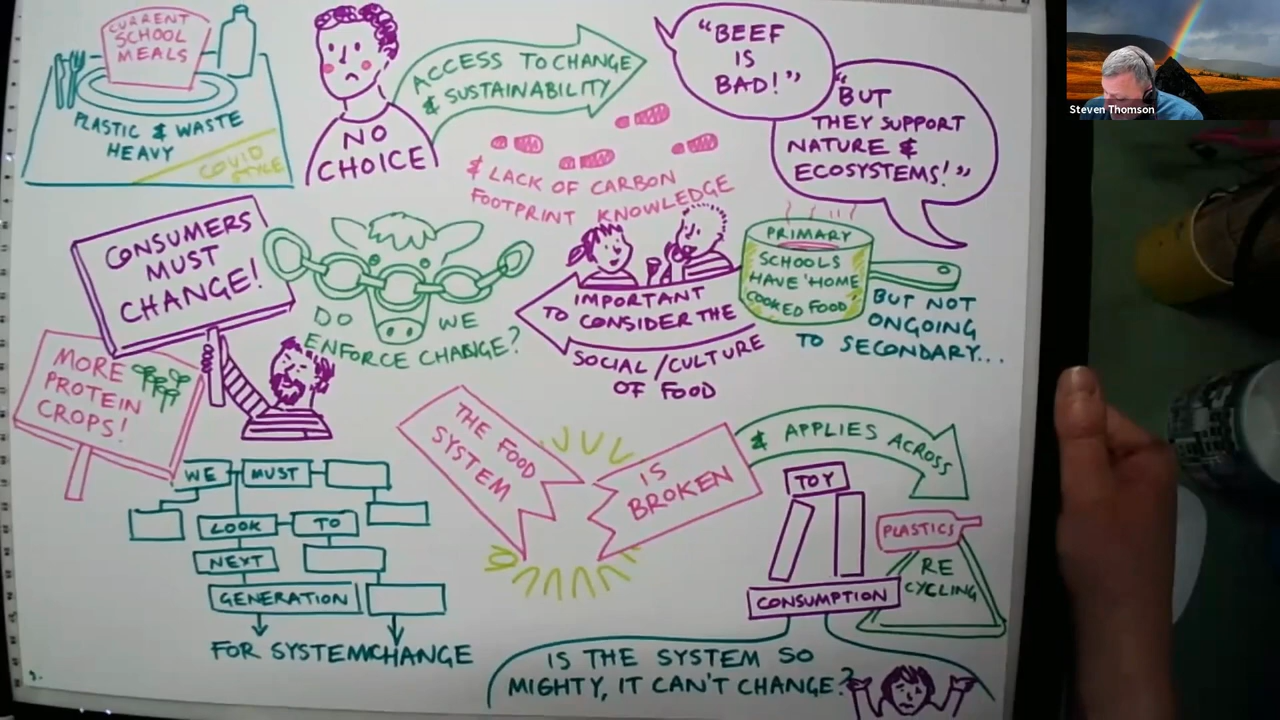 CURRENT
SCHOOL
MEALS
PLASTIC & WASTE
HEAVY
COVID
STYLE
NO
CHOICE
ACCESS TO CHANGE
& SUSTAINABILITY
& LACK OF CARBON
FOOTPRINT KNOWLEDGE
"BEEF
IS
BAD!"
"BUT
THEY SUPPORT
NATURE &
ECOSYSTEMS!"
Steven Thomson
CONSUMERS
MUST
CHANGE!
DO WE
ENFORCE CHANGE?
IMPORTANT
TO CONSIDER THE
SOCIAL/CULTURE
OF FOOD
PRIMARY
SCHOOLS
HAVE 'HOME
COOKED FOOD'
BUT NOT
ONGOING
TO SECONDARY...
MORE
PROTEIN
CROPS!
WE MUST
LOOK TO
NEXT
GENERATION
FOR SYSTEM CHANGE
THE FOOD
SYSTEM
IS
BROKEN
& APPLIES ACROSS
TOY
CONSUMPTION
PLASTICS
RE
CYCLING
IS THE SYSTEM SO
MIGHTY, IT CAN'T CHANGE?